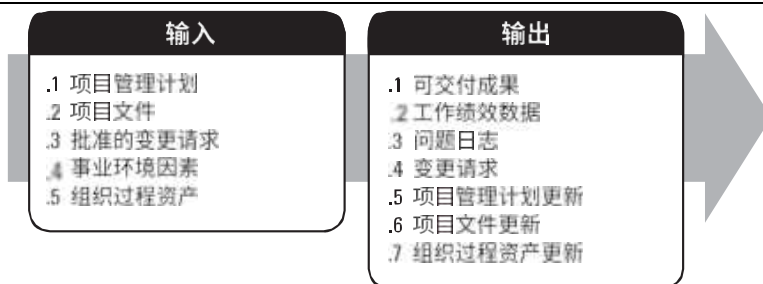 输入
.1 项目管理计划
.2 项目文件
.3 批准的变更请求
.4 事业环境因素
.5 组织过程资产
输出
.1 可交付成果
.2 工作绩效数据
.3 问题日志
.4 变更请求
.5 项目管理计划更新
.6 项目文件更新
.7 组织过程资产更新